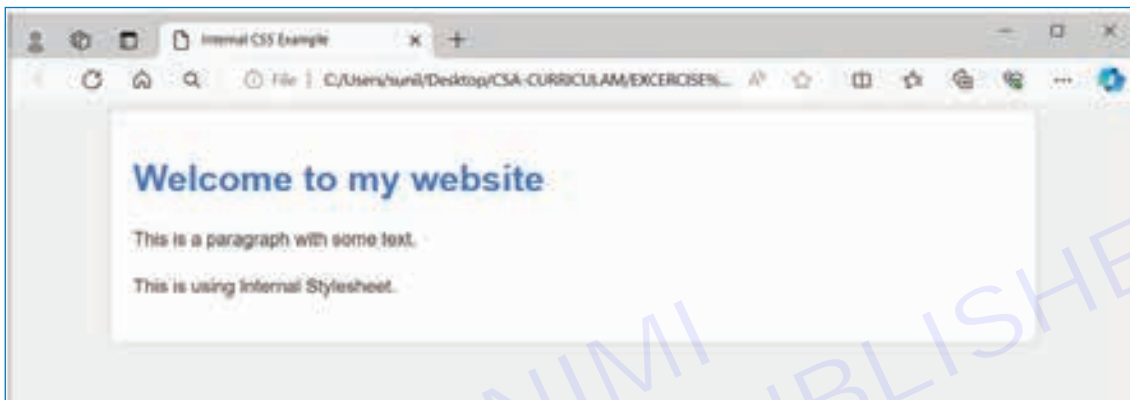 Internal CSS Example
File | C:/Users/sunil/Desktop/CSA-CURRICULAM/EXCERCISE%...
Welcome to my website
This is a paragraph with some text.
This is using Internal Stylesheet.
NIMI